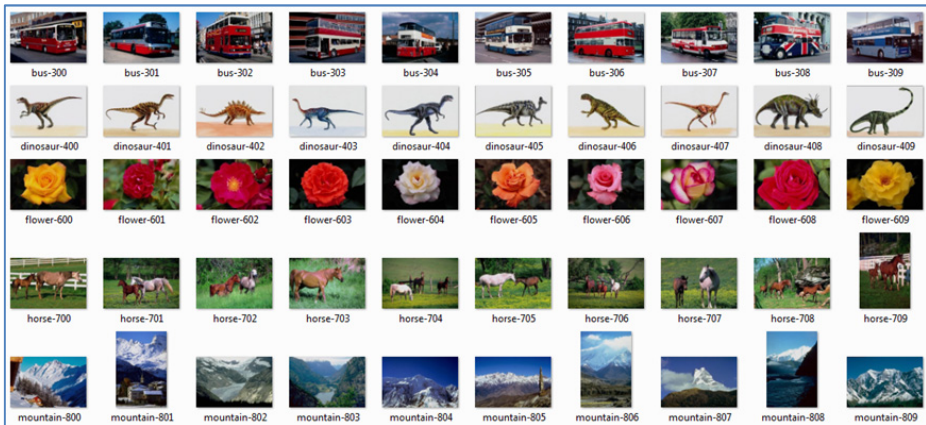 bus-300 bus-301 bus-302 bus-303 bus-304 bus-305 bus-306 bus-307 bus-308 bus-309
dinosaur-400 dinosaur-401 dinosaur-402 dinosaur-403 dinosaur-404 dinosaur-405 dinosaur-406 dinosaur-407 dinosaur-408 dinosaur-409
flower-600 flower-601 flower-602 flower-603 flower-604 flower-605 flower-606 flower-607 flower-608 flower-609
horse-700 horse-701 horse-702 horse-703 horse-704 horse-705 horse-706 horse-707 horse-708 horse-709
mountain-800 mountain-801 mountain-802 mountain-803 mountain-804 mountain-805 mountain-806 mountain-807 mountain-808 mountain-809